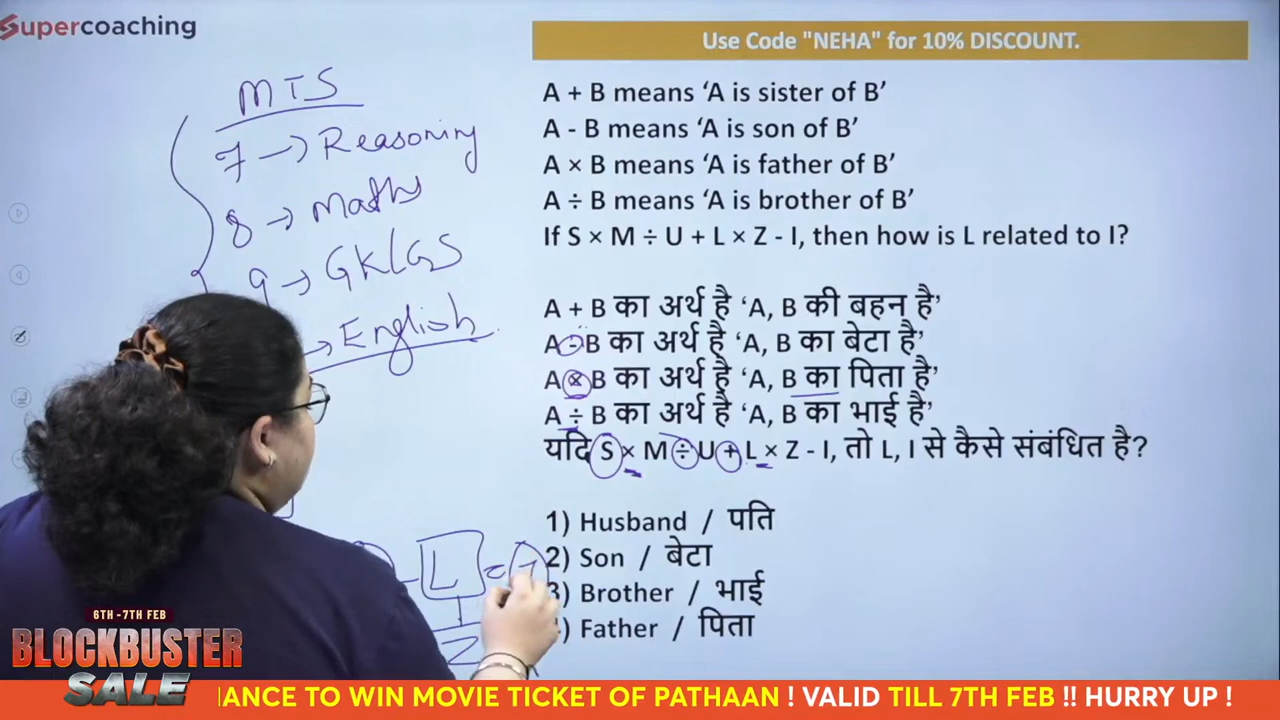 Supercoaching
Use Code "NEHA" for 10% DISCOUNT.
MTS
7 → Reasoning
8 → Maths
9 → GK/GS
→ English
A + B means ‘A is sister of B’
A - B means ‘A is son of B’
A × B means ‘A is father of B’
A ÷ B means ‘A is brother of B’
If S × M ÷ U + L × Z - I, then how is L related to I?
A + B का अर्थ है ‘A, B की बहन है’
A - B का अर्थ है ‘A, B का बेटा है’
A × B का अर्थ है ‘A, B का पिता है’
A ÷ B का अर्थ है ‘A, B का भाई है’
यदि S × M ÷ U + L × Z - I, तो L, I से कैसे संबंधित है?
1) Husband / पति
2) Son / बेटा
3) Brother / भाई
) Father / पिता
L =
Z
6TH -7TH FEB
BLOCKBUSTER
SALE
HANCE TO WIN MOVIE TICKET OF PATHAAN ! VALID TILL 7TH FEB !! HURRY UP !